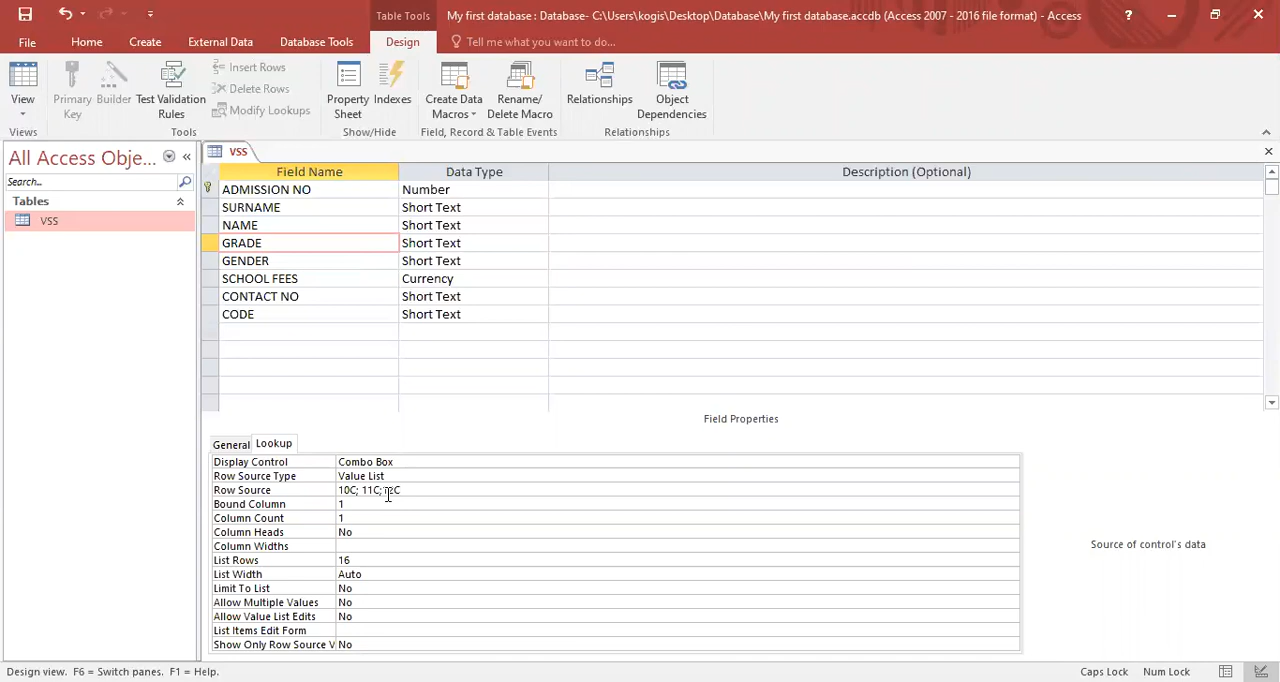 Table Tools
My first database : Database- C:\Users\kogis\Desktop\Database\My first database.accdb (Access 2007 - 2016 file format) - Access
?
File Home Create External Data Database Tools Design Tell me what you want to do...
View
Primary Key
Builder
Test Validation Rules
Insert Rows
Delete Rows
Modify Lookups
Property Sheet
Indexes
Create Data Macros
Rename/ Delete Macro
Relationships
Object Dependencies
Views Tools Show/Hide Field, Record & Table Events Relationships
All Access Obje...
Search...
Tables
VSS
VSS
Field Name Data Type Description (Optional)
ADMISSION NO Number
SURNAME Short Text
NAME Short Text
GRADE Short Text
GENDER Short Text
SCHOOL FEES Currency
CONTACT NO Short Text
CODE Short Text
Field Properties
General Lookup
Display Control Combo Box
Row Source Type Value List
Row Source 10C; 11C;
Bound Column 1
Column Count 1
Column Heads No
Column Widths
List Rows 16
List Width Auto
Limit To List No
Allow Multiple Values No
Allow Value List Edits No
List Items Edit Form
Show Only Row Source V No
Source of control's data
Design view. F6 = Switch panes. F1 = Help.
Caps Lock Num Lock